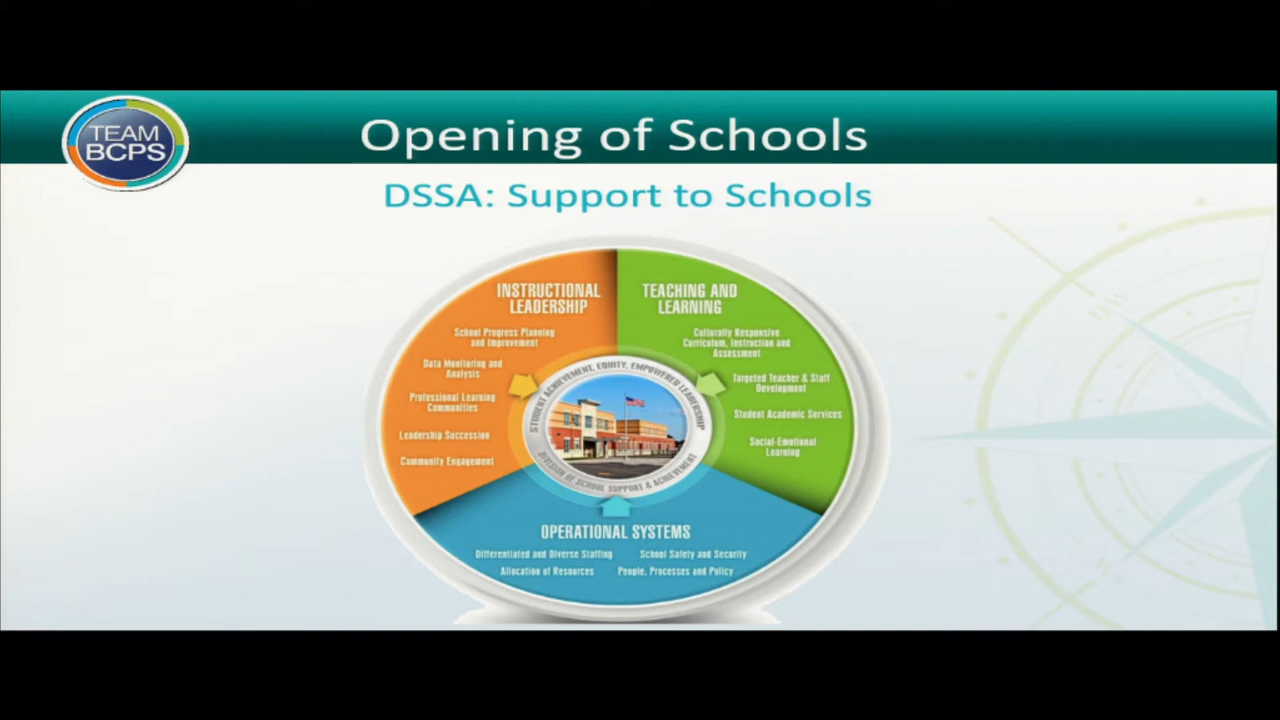 TEAM
BCPS
Opening of Schools
DSSA: Support to Schools
INSTRUCTIONAL
LEADERSHIP
School Progress Planning
and Improvement
Data Monitoring and
Analysis
Professional Learning
Communities
Leadership Succession
Community Engagement
TEACHING AND
LEARNING
Culturally Responsive
Curriculum, Instruction and
Assessment
Targeted Teacher & Staff
Development
Student Academic Services
Social-Emotional
Learning
STUDENT ACHIEVEMENT, EQUITY, EMPOWERED LEADERSHIP
DIVISION OF SCHOOL SUPPORT & ACHIEVEMENT
OPERATIONAL SYSTEMS
Differentiated and Diverse Staffing
School Safety and Security
Allocation of Resources
People, Processes and Policy